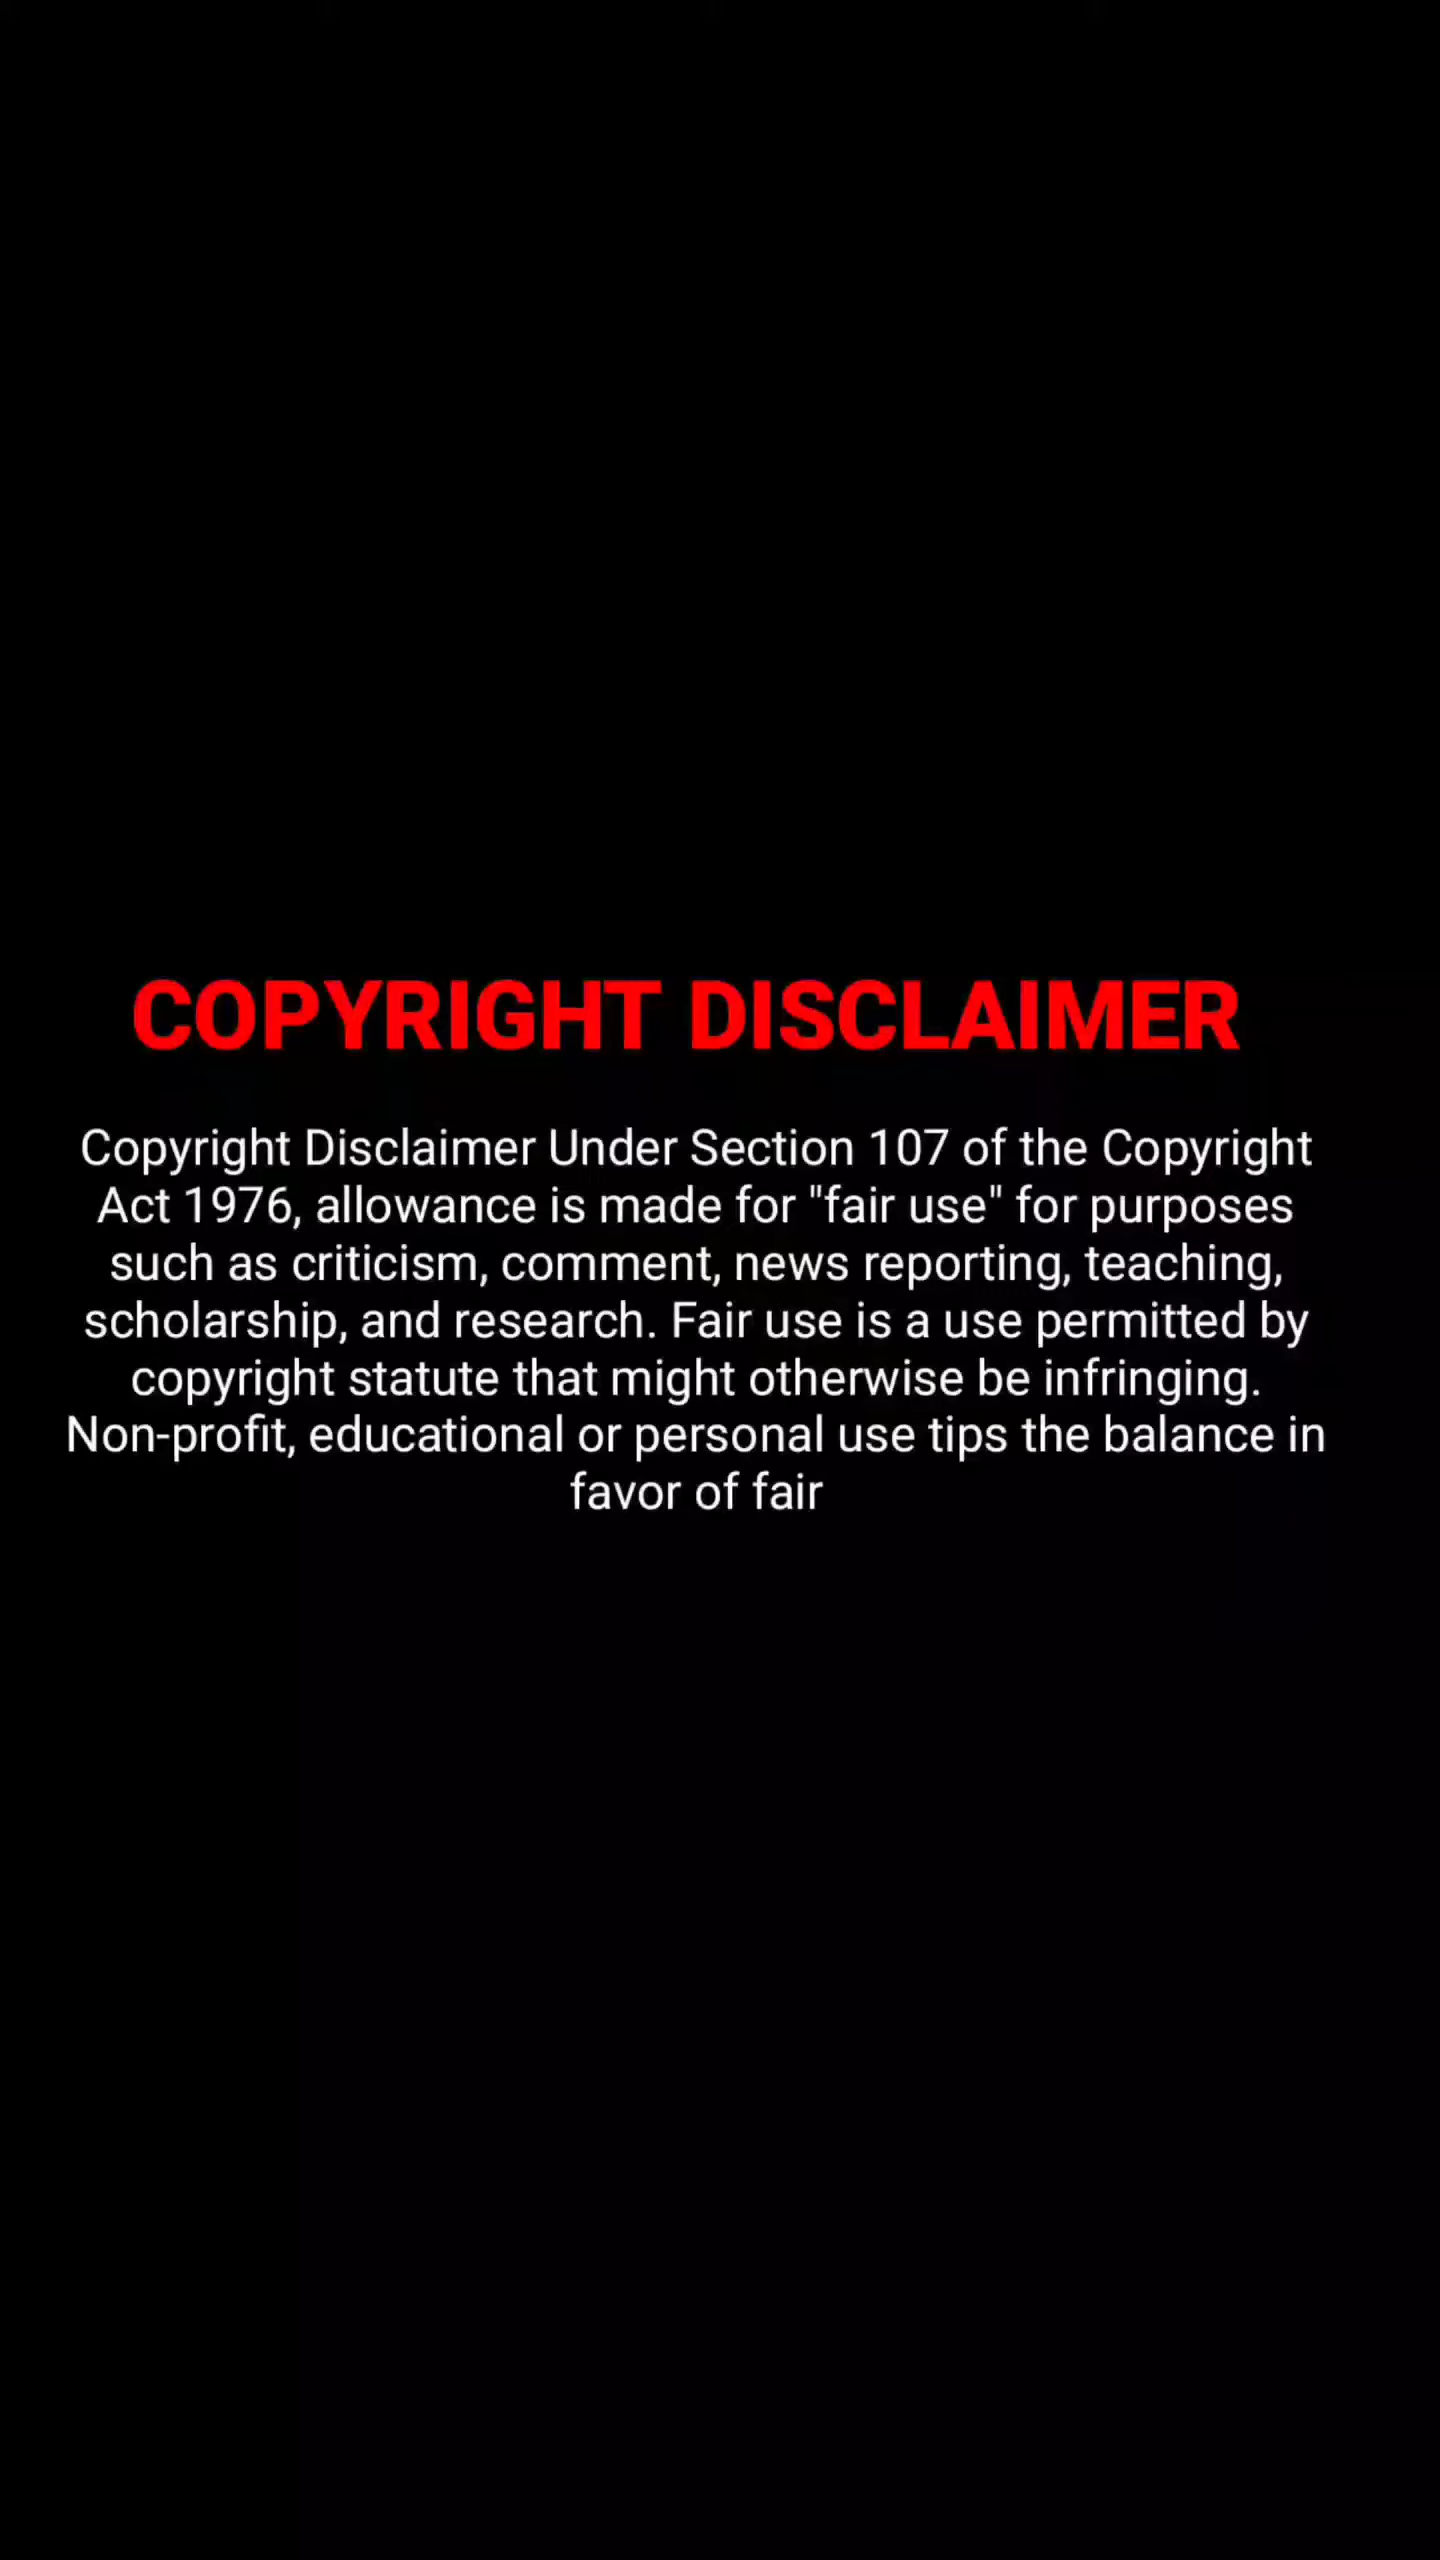 COPYRIGHT DISCLAIMER
Copyright Disclaimer Under Section 107 of the Copyright
Act 1976, allowance is made for "fair use" for purposes
such as criticism, comment, news reporting, teaching,
scholarship, and research. Fair use is a use permitted by
copyright statute that might otherwise be infringing.
Non-profit, educational or personal use tips the balance in
favor of fair